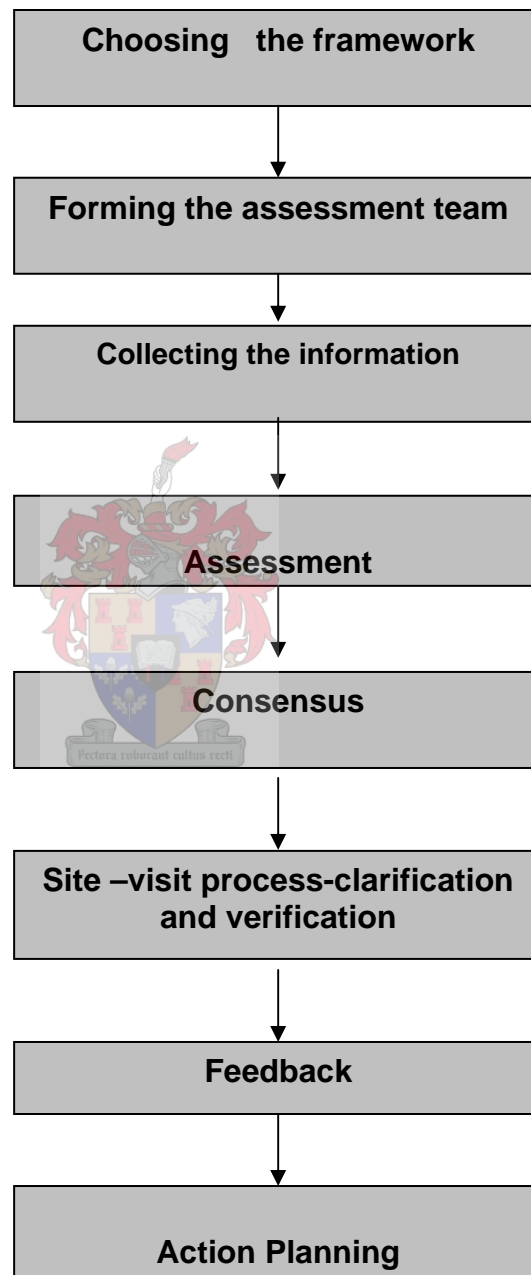 Choosing the framework
Forming the assessment team
Collecting the information
Assessment
Consensus
Pectora roborant cultus recti
Site –visit process-clarification
and verification
Feedback
Action Planning